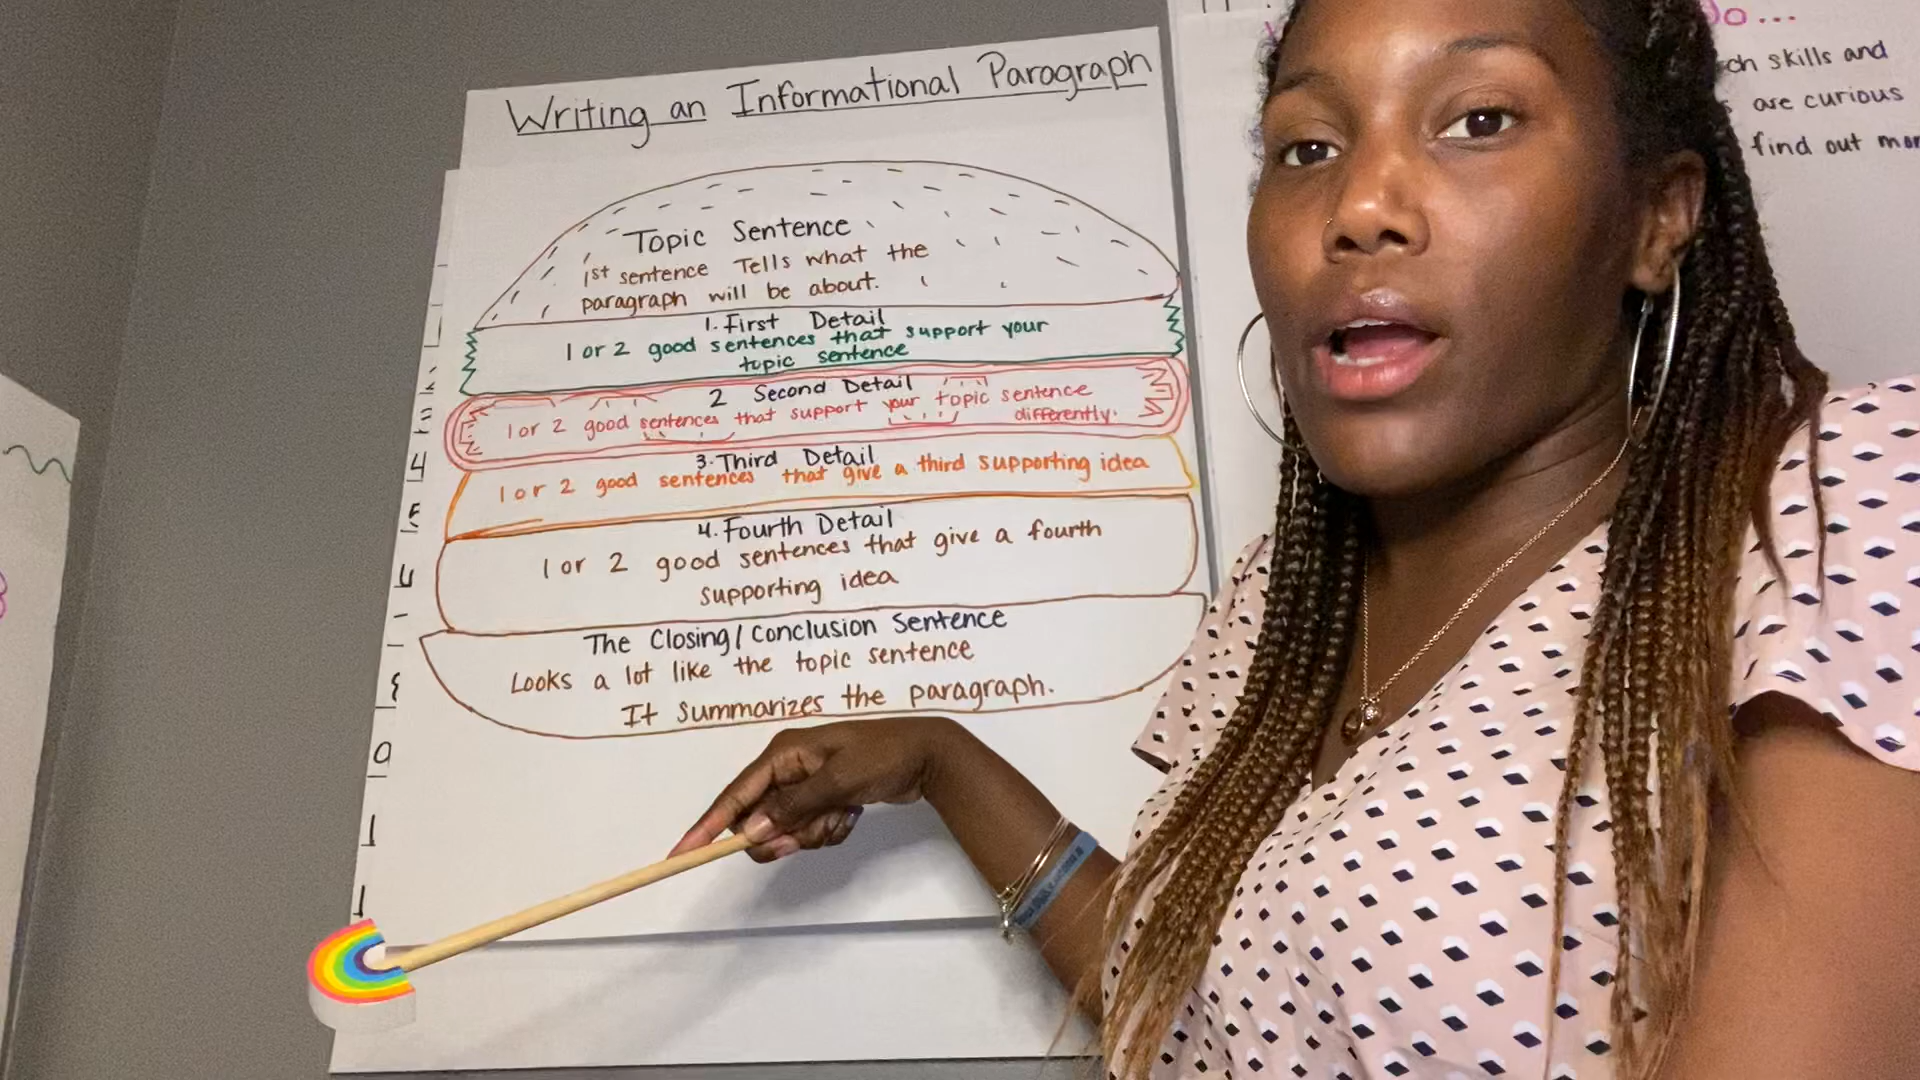 Writing an Informational Paragraph
Topic Sentence
1st sentence Tells what the
paragraph will be about.
1. First Detail
1 or 2 good sentences that support your
topic sentence
2 Second Detail
1 or 2 good sentences that support your topic sentence
differently.
3. Third Detail
1 or 2 good sentences that give a third supporting idea
4. Fourth Detail
1 or 2 good sentences that give a fourth
supporting idea
The Closing/Conclusion Sentence
Looks a lot like the topic sentence
It summarizes the paragraph.
skills and
are curious
find out